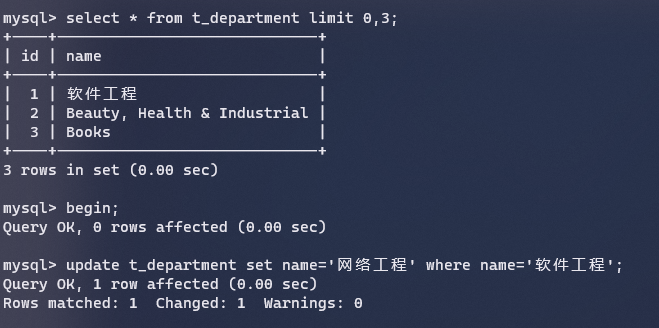 mysql> select * from t_department limit 0,3;
+----+------------------------------+
| id | name                         |
+----+------------------------------+
|  1 | 软件工程                     |
|  2 | Beauty, Health & Industrial |
|  3 | Books                        |
+----+------------------------------+
3 rows in set (0.00 sec)
mysql> begin;
Query OK, 0 rows affected (0.00 sec)
mysql> update t_department set name='网络工程' where name='软件工程';
Query OK, 1 row affected (0.00 sec)
Rows matched: 1  Changed: 1  Warnings: 0